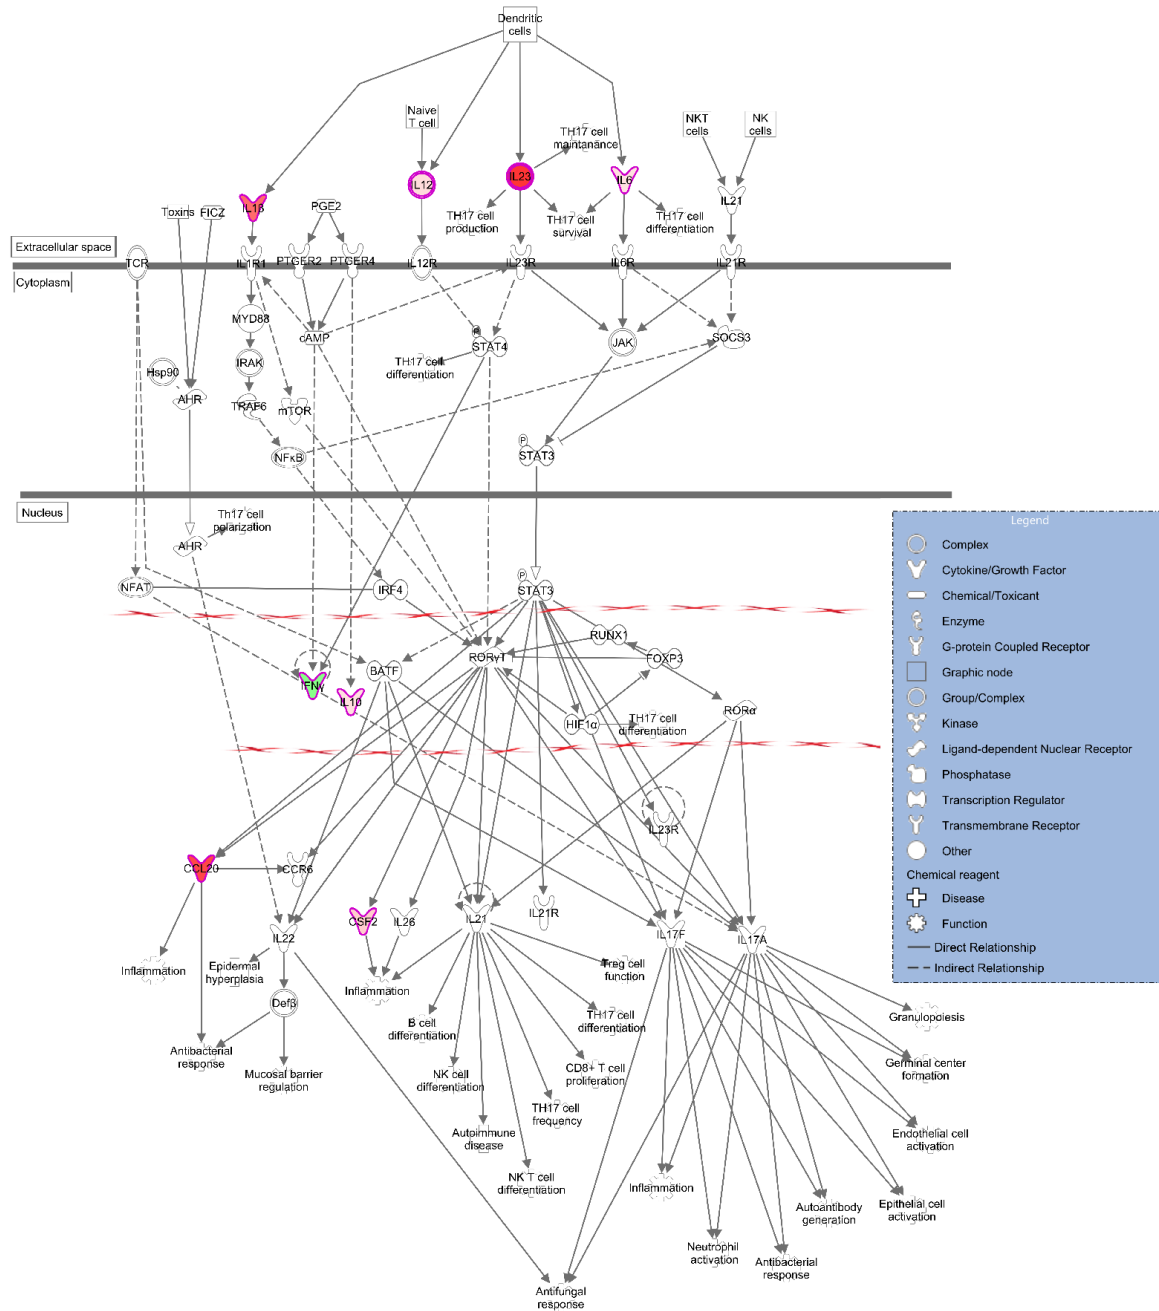 Dendritic
cells
Naive
T cell
NKT
cells
NK
cells
TH17 cell
maintanance
IL12
IL23
IL6
IL21
IL1β
Toxins
FICZ
PGE2
TH17 cell
production
TH17 cell
survival
TH17 cell
differentiation
Extracellular space
TCR
IL1R1
PTGER2
PTGER4
IL12R
IL23R
IL6R
IL21R
Cytoplasm
MYD88
cAMP
P
STAT4
JAK
SOCS3
Hsp90
IRAK
TH17 cell
differentiation
AHR
TRAF6
mTOR
NFκB
P
STAT3
Nucleus
Th17 cell
polarization
AHR
NFAT
IRF4
P
STAT3
RUNX1
BATF
RORγT
FOXP3
IFNγ
IL10
HIF1α
TH17 cell
differentiation
RORα
IL23R
CCL20
CCR6
CSF2
IL26
IL21
IL21R
IL22
IL17F
IL17A
Inflammation
Epidermal
hyperplasia
Inflammation
Treg cell
function
Defβ
B cell
differentiation
TH17 cell
differentiation
Granulopoiesis
Antibacterial
response
Mucosal barrier
regulation
NK cell
differentiation
CD8+ T cell
proliferation
Germinal center
formation
TH17 cell
frequency
Autoimmune
disease
Endothelial cell
activation
NK T cell
differentiation
Inflammation
Autoantibody
generation
Epithelial cell
activation
Neutrophil
activation
Antibacterial
response
Antifungal
response
Legend
Complex
Cytokine/Growth Factor
Chemical/Toxicant
Enzyme
G-protein Coupled Receptor
Graphic node
Group/Complex
Kinase
Ligand-dependent Nuclear Receptor
Phosphatase
Transcription Regulator
Transmembrane Receptor
Other
Chemical reagent
Disease
Function
Direct Relationship
Indirect Relationship